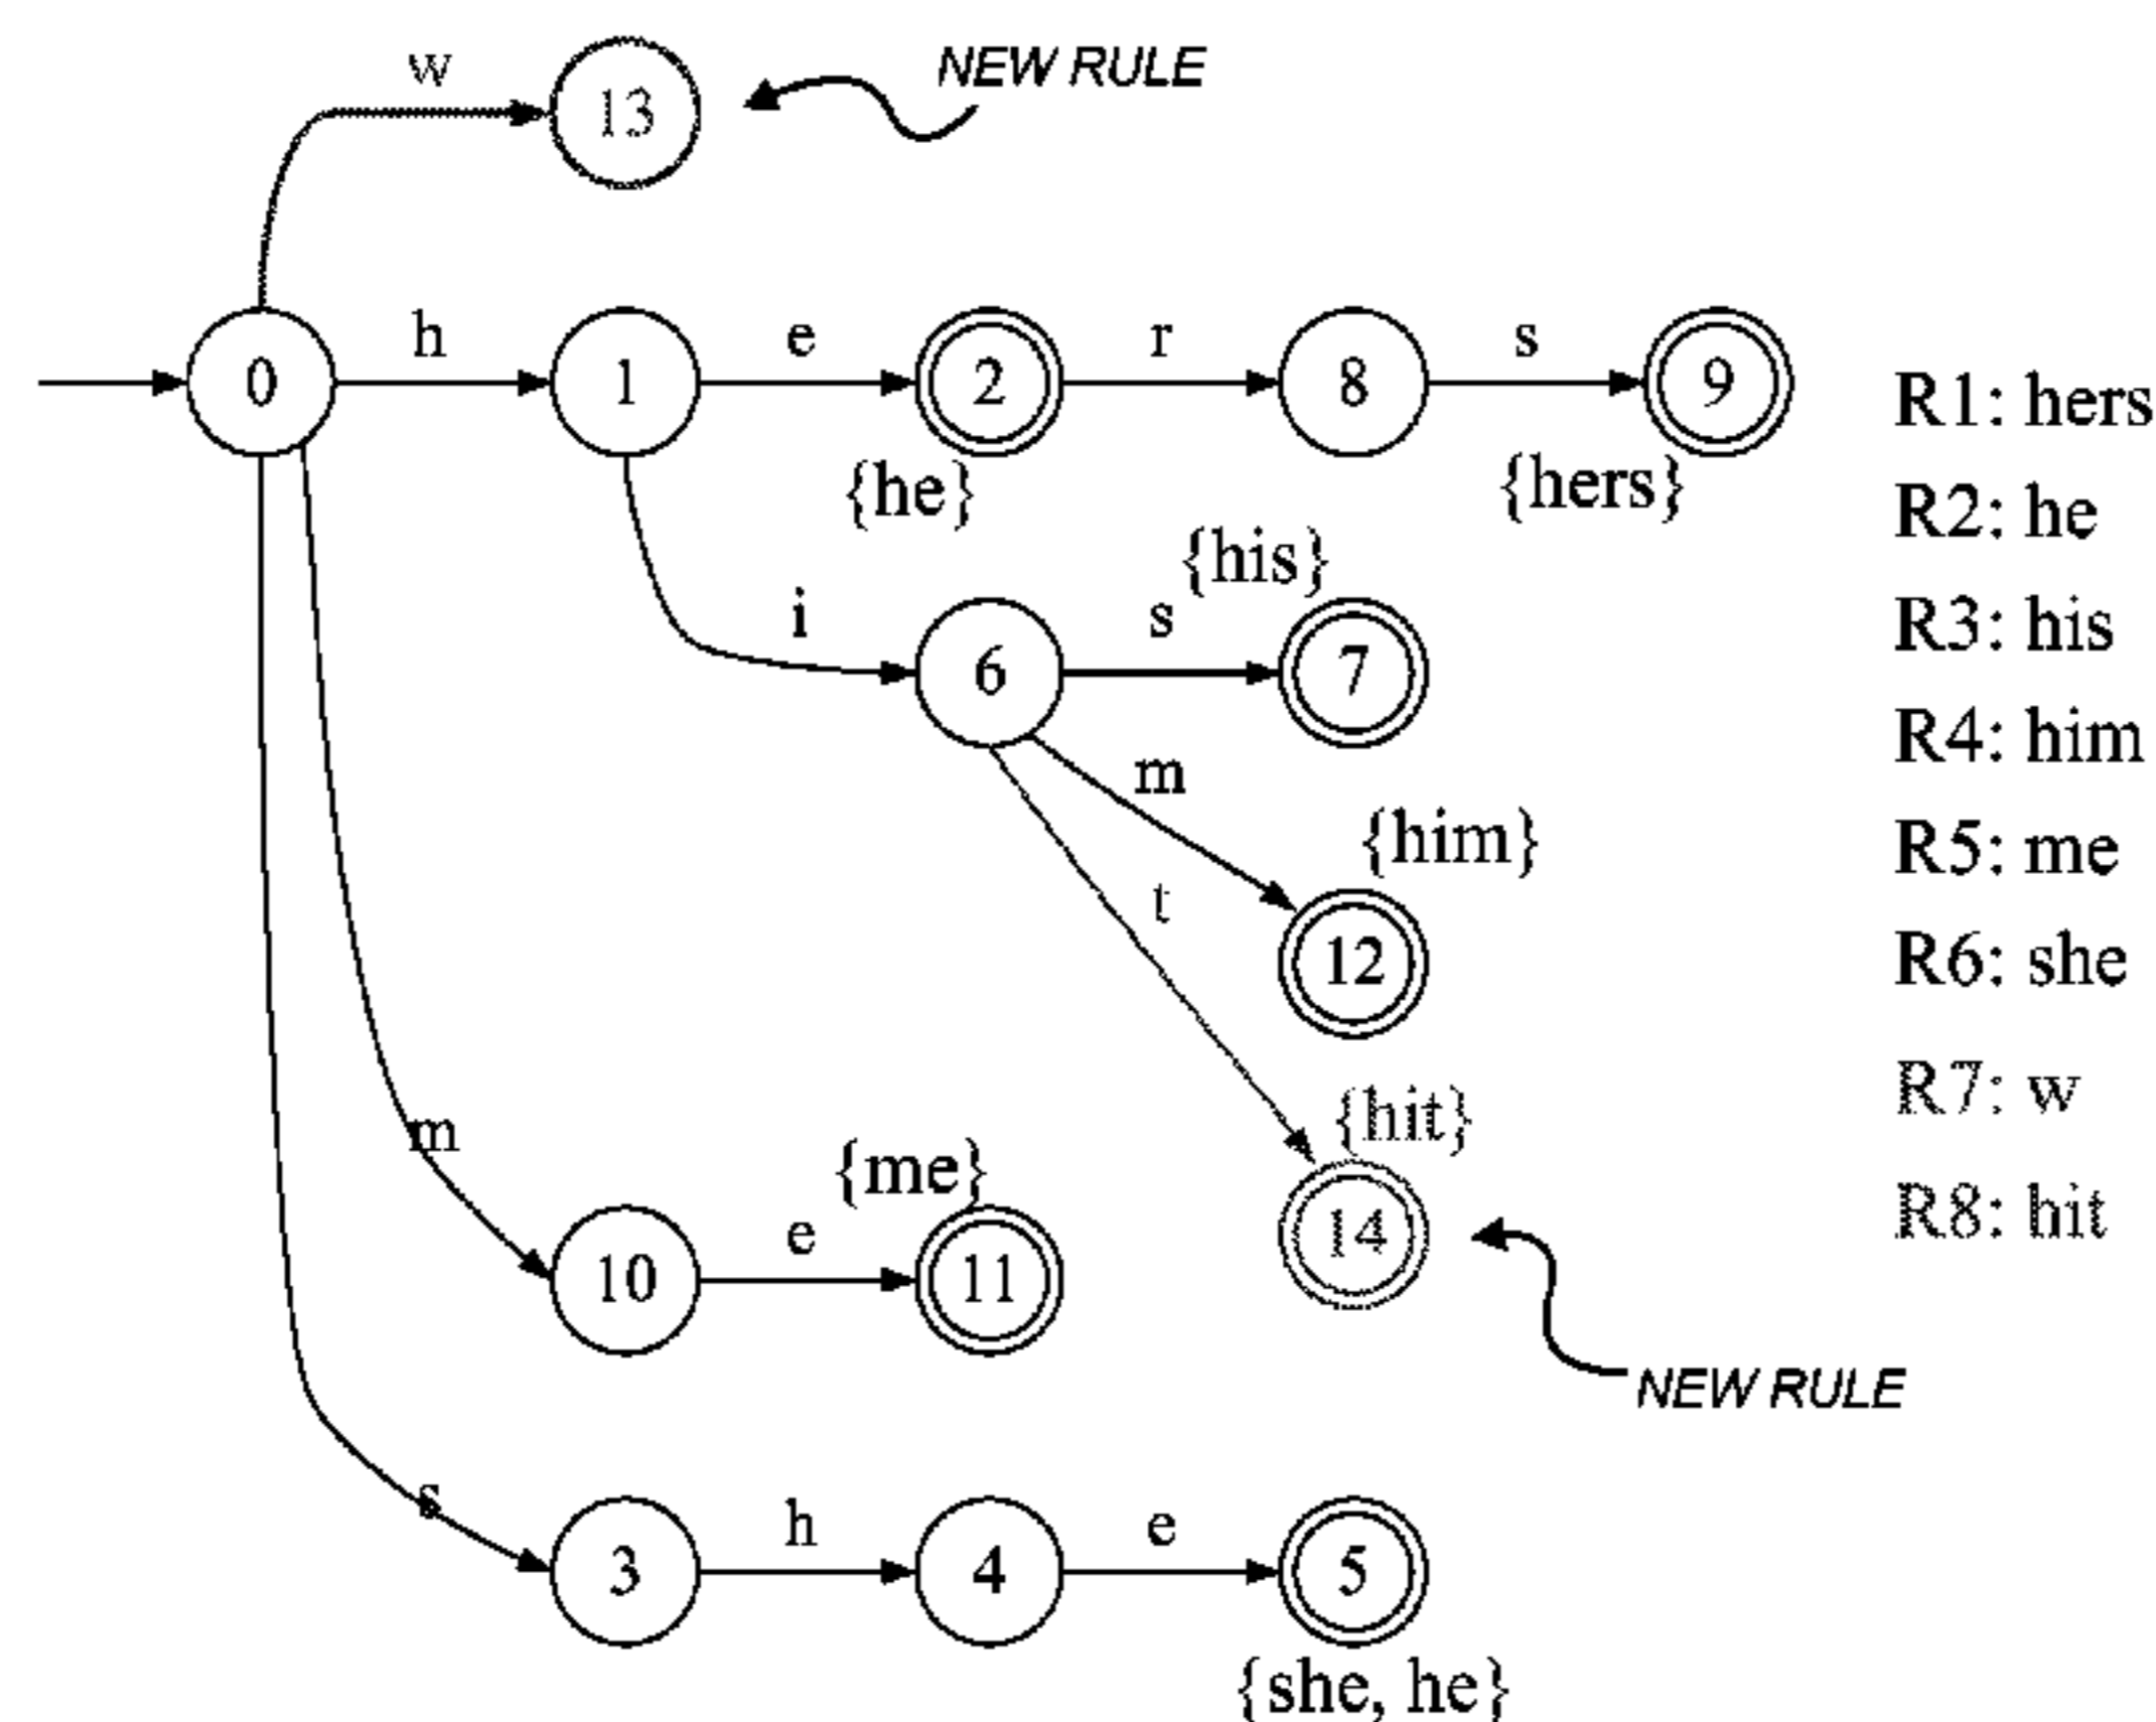 w
13
NEW RULE
0
h
1
e
2
r
8
s
9
{he}
{hers}
R1: hers
R2: he
R3: his
R4: him
R5: me
R6: she
R7: w
R8: hit
i
6
s
{his}
7
m
{him}
12
t
{hit}
14
NEW RULE
m
10
e
{me}
11
s
3
h
4
e
5
{she, he}